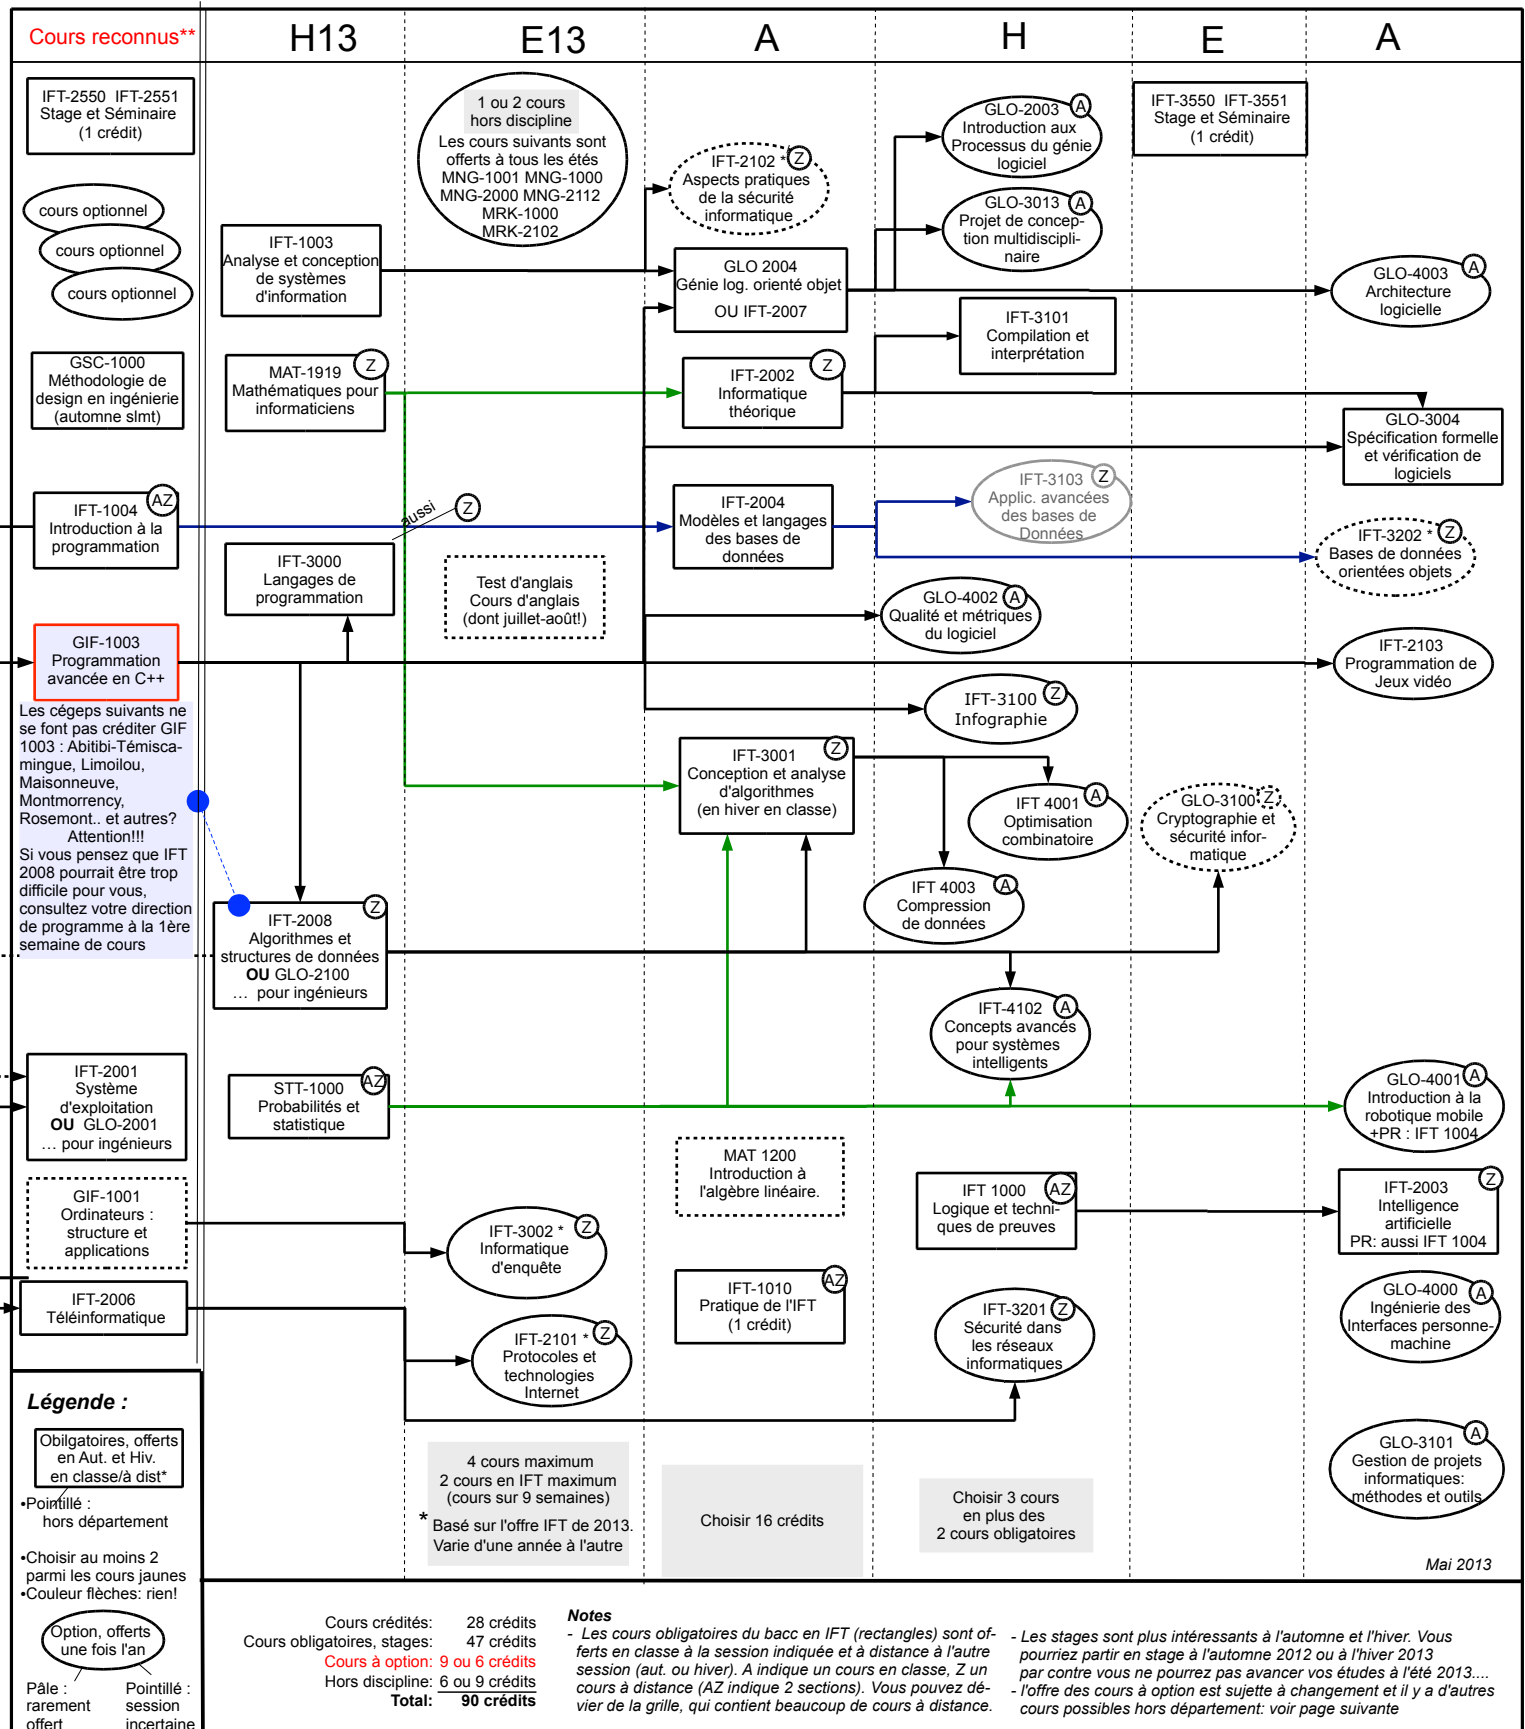 Cours reconnus**
H13
E13
A
H
E
A
IFT-2550 IFT-2551
Stage et Séminaire
(1 crédit)
cours optionnel
cours optionnel
cours optionnel
GSC-1000
Méthodologie de
design en ingénierie
(automne slmt)
IFT-1004
AZ
Introduction à la
programmation
GIF-1003
Programmation
avancée en C++
Les cégeps suivants ne
se font pas créditer GIF
1003 : Abitibi-Témisca-
mingue, Limoilou,
Maisonneuve,
Montmorrency,
Rosemont.. et autres?
Attention!!!
Si vous pensez que IFT
2008 pourrait être trop
difficile pour vous,
consultez votre direction
de programme à la 1ère
semaine de cours
IFT-2001
Système
d'exploitation
OU GLO-2001
... pour ingénieurs
GIF-1001
Ordinateurs :
structure et
applications
IFT-2006
Téléinformatique
IFT-1003
Analyse et conception
de systèmes
d'information
MAT-1919
Z
Mathématiques pour
informaticiens
aussi
Z
IFT-3000
Langages de
programmation
IFT-2008
Z
Algorithmes et
structures de données
OU GLO-2100
... pour ingénieurs
STT-1000
AZ
Probabilités et
statistique
1 ou 2 cours
hors discipline
Les cours suivants sont
offerts à tous les étés
MNG-1001 MNG-1000
MNG-2000 MNG-2112
MRK-1000
MRK-2102
Test d'anglais
Cours d'anglais
(dont juillet-août!)
IFT-3002 *
Z
Informatique
d'enquête
IFT-2101 *
Z
Protocoles et
technologies
Internet
4 cours maximum
2 cours en IFT maximum
(cours sur 9 semaines)
* Basé sur l'offre IFT de 2013.
Varie d'une année à l'autre
IFT-2102 *
Z
Aspects pratiques
de la sécurité
informatique
GLO 2004
Génie log. orienté objet
OU IFT-2007
IFT-2002
Z
Informatique
théorique
IFT-2004
Modèles et langages
des bases de
données
IFT-3001
Z
Conception et analyse
d'algorithmes
(en hiver en classe)
MAT 1200
Introduction à
l'algèbre linéaire.
IFT-1010
AZ
Pratique de l'IFT
(1 crédit)
Choisir 16 crédits
GLO-2003
A
Introduction aux
Processus du génie
logiciel
GLO-3013
A
Projet de concep-
tion multidiscipli-
naire
IFT-3101
Compilation et
interprétation
IFT-3103
Z
Applic. avancées
des bases de
Données
GLO-4002
A
Qualité et métriques
du logiciel
IFT-3100
Z
Infographie
IFT 4001
A
Optimisation
combinatoire
IFT 4003
A
Compression
de données
IFT-4102
A
Concepts avancés
pour systèmes
intelligents
IFT 1000
AZ
Logique et techni-
ques de preuves
IFT-3201
Z
Sécurité dans
les réseaux
informatiques
Choisir 3 cours
en plus des
2 cours obligatoires
IFT-3550 IFT-3551
Stage et Séminaire
(1 crédit)
GLO-3100
Z
Cryptographie et
sécurité infor-
matique
GLO-4003
A
Architecture
logicielle
GLO-3004
Spécification formelle
et vérification de
logiciels
IFT-3202 *
Z
Bases de données
orientées objets
IFT-2103
Programmation de
Jeux vidéo
GLO-4001
A
Introduction à la
robotique mobile
+PR : IFT 1004
IFT-2003
Z
Intelligence
artificielle
PR: aussi IFT 1004
GLO-4000
A
Ingénierie des
Interfaces personne-
machine
GLO-3101
A
Gestion de projets
informatiques:
méthodes et outils
Mai 2013
Légende :
Obilgatoires, offerts
en Aut. et Hiv.
en classe/à dist*
•Pointillé :
hors département
•Choisir au moins 2
parmi les cours jaunes
•Couleur flèches: rien!
Option, offerts
une fois l'an
Pâle :
rarement
offert
Pointillé :
session
incertaine
Cours crédités: 28 crédits
Cours obligatoires, stages: 47 crédits
Cours à option: 9 ou 6 crédits
Hors discipline: 6 ou 9 crédits
Total: 90 crédits
Notes
- Les cours obligatoires du bacc en IFT (rectangles) sont of-
ferts en classe à la session indiquée et à distance à l'autre
session (aut. ou hiver). A indique un cours en classe, Z un
cours à distance (AZ indique 2 sections). Vous pouvez dé-
vier de la grille, qui contient beaucoup de cours à distance.
- Les stages sont plus intéressants à l'automne et l'hiver. Vous
pourriez partir en stage à l'automne 2012 ou à l'hiver 2013
par contre vous ne pourrez pas avancer vos études à l'été 2013....
- l'offre des cours à option est sujette à changement et il y a d'autres
cours possibles hors département: voir page suivante